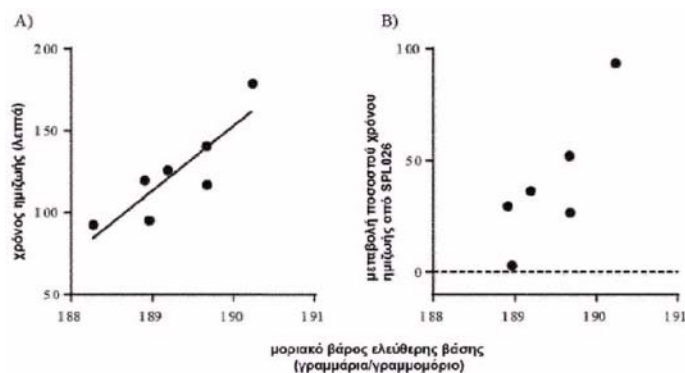 A)
200
150
100
50
188
189
190
191
χρόνος ημιζωής (λεπτά)
B)
100
50
0
188
189
190
191
μεταβολή ποσοστού χρόνου
ημιζωής από SPL026
μοριακό βάρος ελεύθερης βάσης
(γραμμάρια/γραμμομόριο)